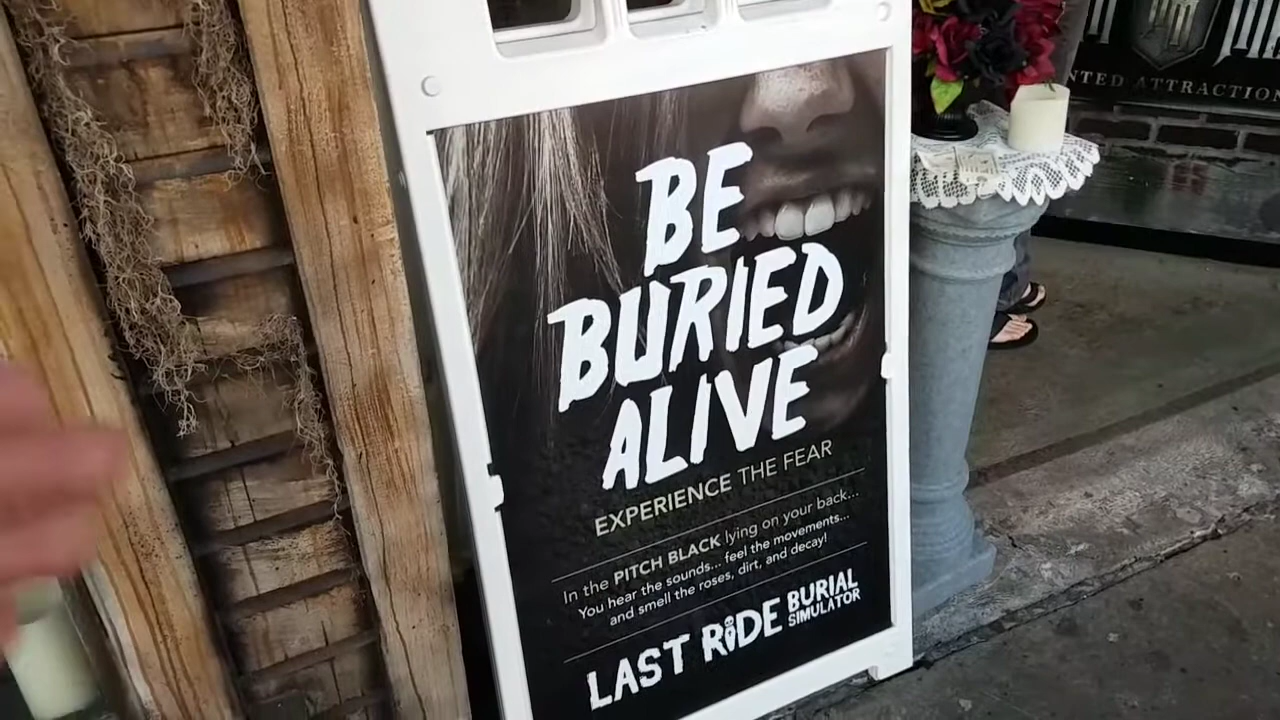 BE
BURIED
ALIVE
EXPERIENCE THE FEAR
In the PITCH BLACK lying on your back...
You hear the sounds... feel the movements...
and smell the roses, dirt, and decay!
LAST RIDE BURIAL
SIMULATOR
ATTRACTION